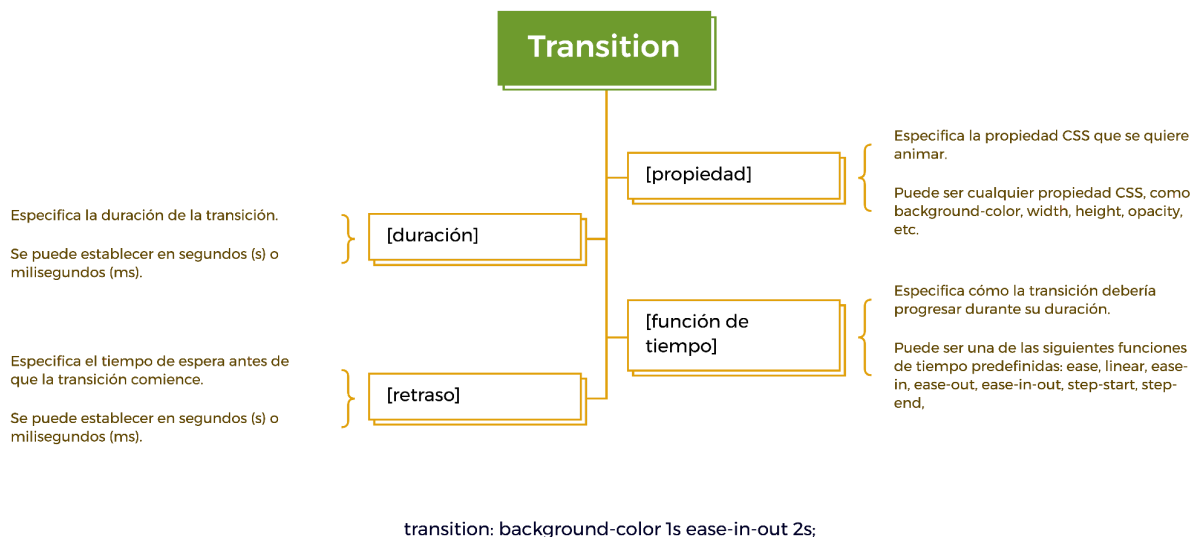 Transition
[propiedad]
Especifica la propiedad CSS que se quiere
animar.
Puede ser cualquier propiedad CSS, como
background-color, width, height, opacity,
etc.
Especifica la duración de la transición.
Se puede establecer en segundos (s) o
milisegundos (ms).
[duración]
[función de
tiempo]
Especifica cómo la transición debería
progresar durante su duración.
Puede ser una de las siguientes funciones
de tiempo predefinidas: ease, linear, ease-
in, ease-out, ease-in-out, step-start, step-
end,
Especifica el tiempo de espera antes de
que la transición comience.
Se puede establecer en segundos (s) o
milisegundos (ms).
[retraso]
transition: background-color 1s ease-in-out 2s;